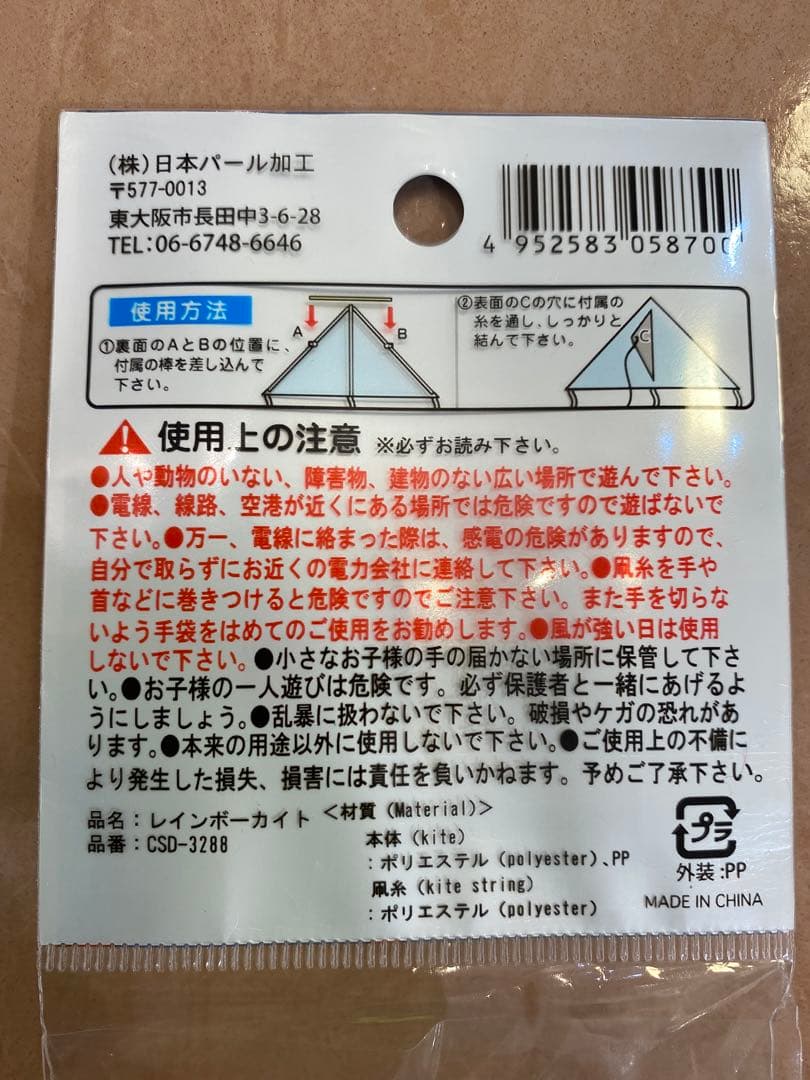 (株)日本パール加工
〒577-0013
東大阪市長田中3-6-28
TEL:06-6748-6646
4 952583 058700
使用方法
①裏面のAとBの位置に、
付属の棒を差し込んで
下さい。
A
B
②表面のCの穴に付属の
糸を通し、しっかりと
結んで下さい。
C
使用上の注意 ※必ずお読み下さい。
●人や動物のいない、障害物、建物のない広い場所で遊んで下さい。
●電線、線路、空港が近くにある場所では危険ですので遊ばないで
下さい。●万一、電線に絡まった際は、感電の危険がありますので、
自分で取らずにお近くの電力会社に連絡して下さい。●凧糸を手や
首などに巻きつけると危険ですのでご注意下さい。また手を切らな
いよう手袋をはめてのご使用をお勧めします。●風が強い日は使用
しないで下さい。●小さなお子様の手の届かない場所に保管して下さ
い。●お子様の一人遊びは危険です。必ず保護者と一緒にあげるよ
うにしましょう。●乱暴に扱わないで下さい。破損やケガの恐れがあ
ります。●本来の用途以外に使用しないで下さい。●ご使用上の不備に
より発生した損失、損害には責任を負いかねます。予めご了承下さい。
品名:レインボーカイト
品番:CSD-3288
<材質(Material)>
本体(kite)
:ポリエステル(polyester)、PP
凧糸(kite string)
:ポリエステル(polyester)
プラ
外装:PP
MADE IN CHINA